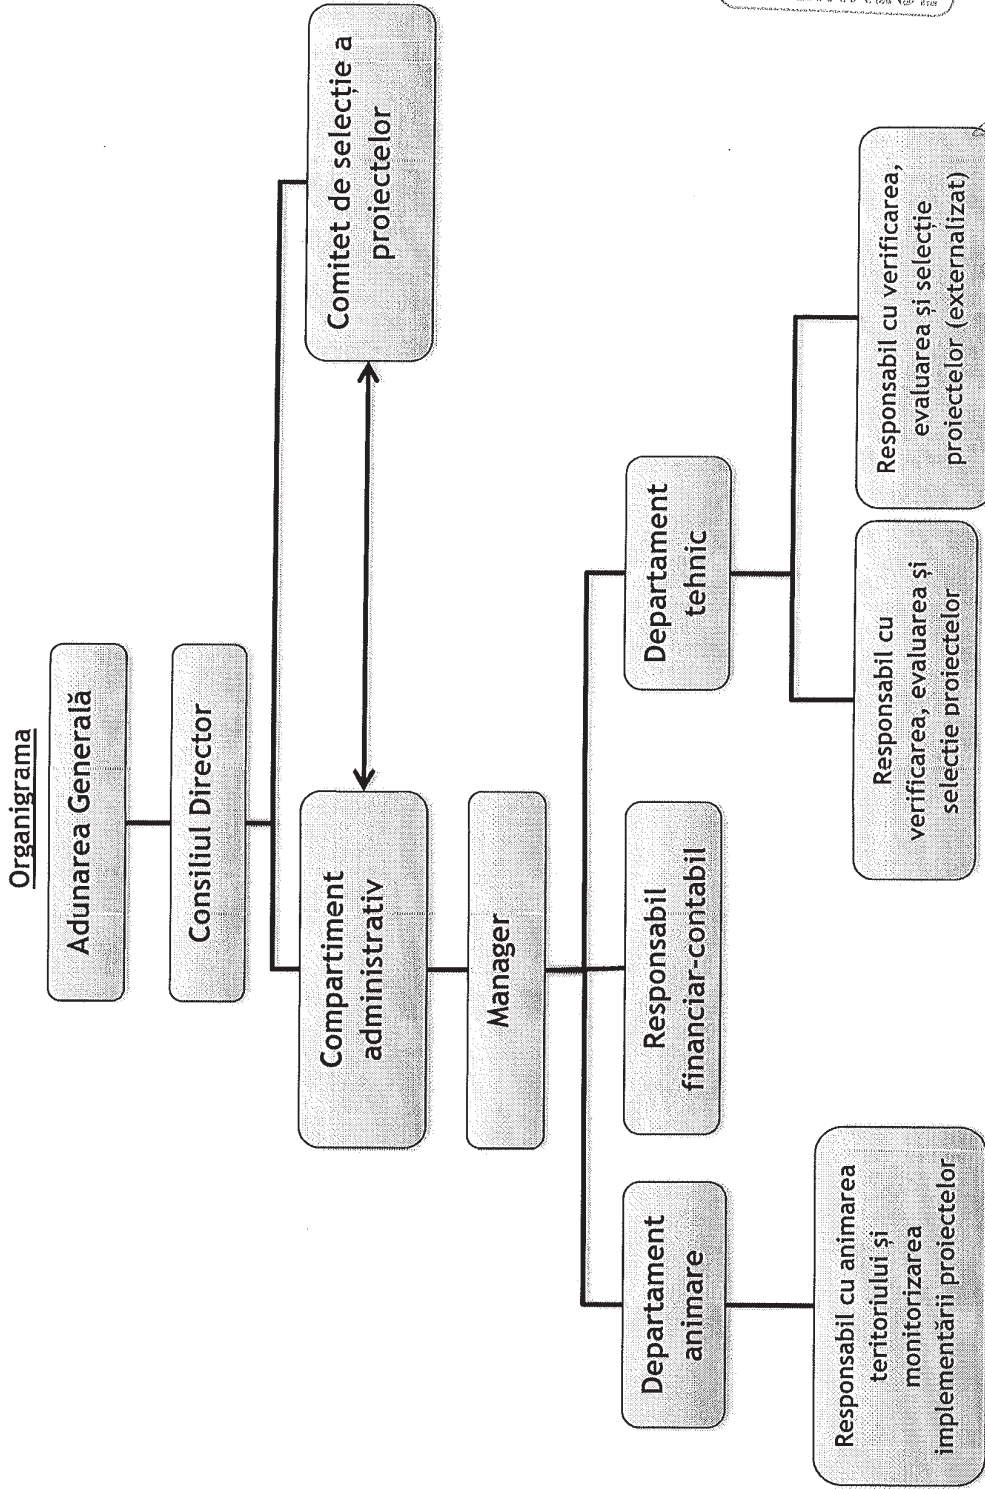 Organigrama
Adunarea Generală
Consiliul Director
Compartiment
administrativ
Comitet de selecție a
proiectelor
Manager
Departament
animare
Responsabil
financiar-contabil
Departament
tehnic
Responsabil cu animarea
teritoriului și
monitorizarea
implementării proiectelor
Responsabil cu
verificarea, evaluarea și
selectie proiectelor
Responsabil cu verificarea,
evaluarea și selecție
proiectelor (externalizat)